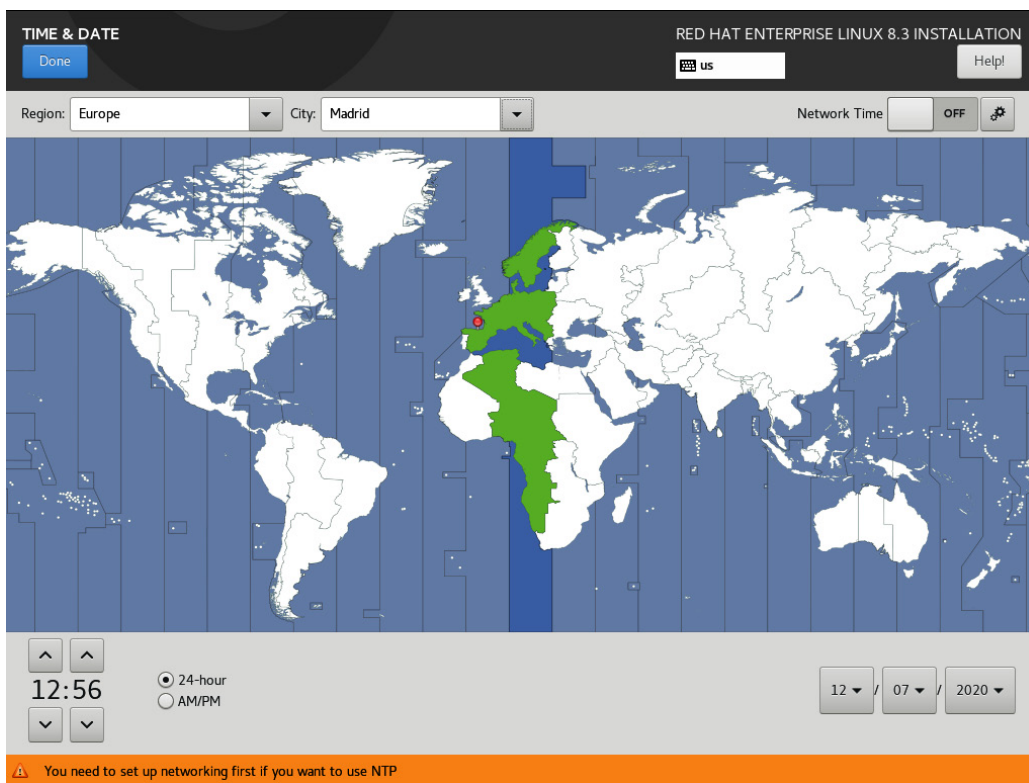 TIME & DATE
RED HAT ENTERPRISE LINUX 8.3 INSTALLATION
Done
us
Help!
Region: Europe City: Madrid Network Time OFF
12:56
24-hour
AM/PM
12 / 07 / 2020
You need to set up networking first if you want to use NTP